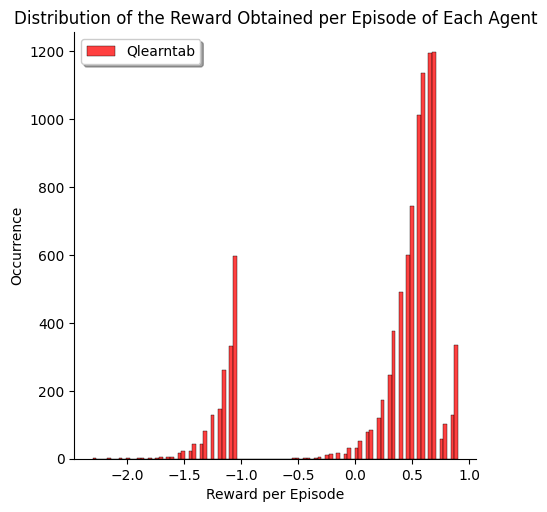 Distribution of the Reward Obtained per Episode of Each Agent
Qlearntab
1200
1000
800
600
400
200
0
Occurrence
−2.0 −1.5 −1.0 −0.5 0.0 0.5 1.0
Reward per Episode